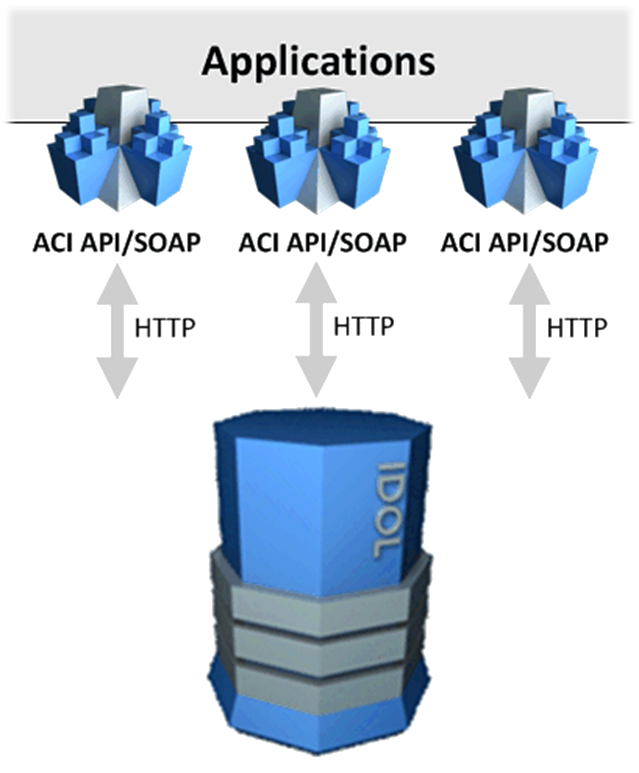 Applications
ACI API/SOAP ACI API/SOAP ACI API/SOAP
HTTP HTTP HTTP
IDOL